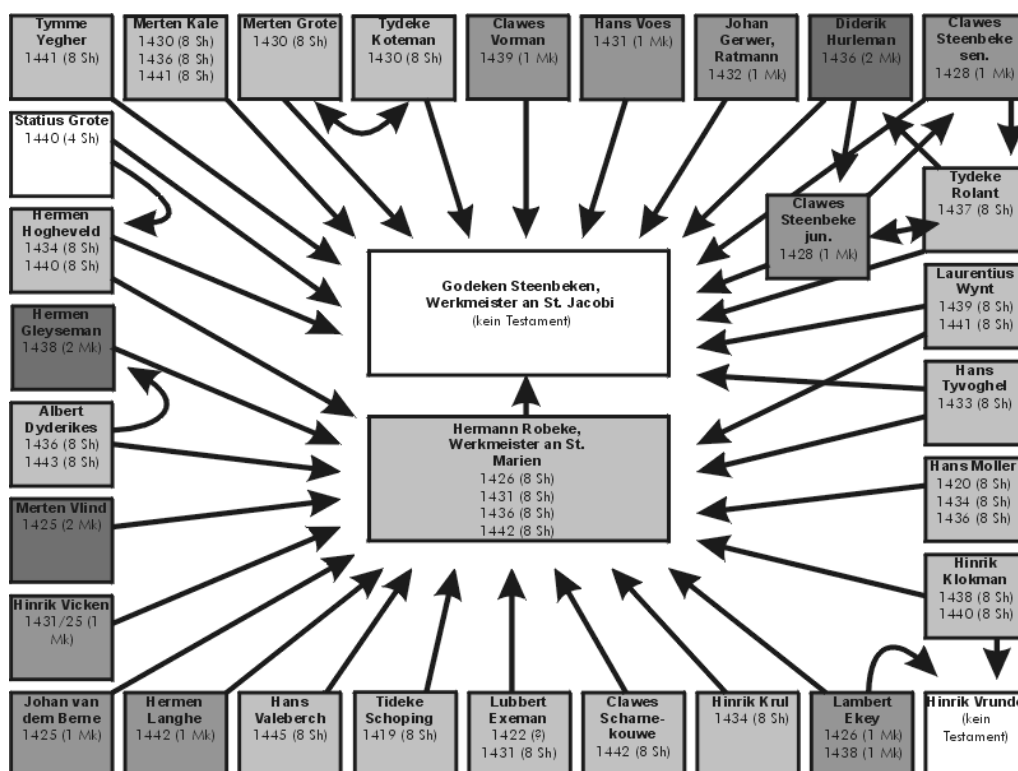 Tymme
Yegher
1441 (8 Sh)
Merten Kale
1430 (8 Sh)
1436 (8 Sh)
1441 (8 Sh)
Merten Grote
1430 (8 Sh)
Tydeke
Koteman
1430 (8 Sh)
Clawes
Vorman
1439 (1 Mk)
Hans Voes
1431 (1 Mk)
Johan
Gerwer,
Ratmann
1432 (1 Mk)
Diderik
Hurleman
1436 (2 Mk)
Clawes
Steenbeke
sen.
1428 (1 Mk)
Statius Grote
1440 (4 Sh)
Tydeke
Rolant
1437 (8 Sh)
Clawes
Steenbeke
jun.
1428 (1 Mk)
Hermen
Hogheveld
1434 (8 Sh)
1440 (8 Sh)
Godeken Steenbeken,
Werkmeister an St. Jacobi
(kein Testament)
Laurentius
Wynt
1439 (8 Sh)
1441 (8 Sh)
Hermen
Gleyseman
1438 (2 Mk)
Hans
Tyvoghel
1433 (8 Sh)
Albert
Dyderikes
1436 (8 Sh)
1443 (8 Sh)
Hermann Robeke,
Werkmeister an St.
Marien
1426 (8 Sh)
1431 (8 Sh)
1436 (8 Sh)
1442 (8 Sh)
Hans Moller
1420 (8 Sh)
1434 (8 Sh)
1436 (8 Sh)
Merten Vlind
1425 (2 Mk)
Hinrik
Klokman
1438 (8 Sh)
1440 (8 Sh)
Hinrik Vicken
1431/25 (1
Mk)
Johan van
dem Berne
1425 (1 Mk)
Hermen
Langhe
1442 (1 Mk)
Hans
Valeberch
1445 (8 Sh)
Tideke
Schoping
1419 (8 Sh)
Lubbert
Exeman
1422 (?)
1431 (8 Sh)
Clawes
Scharne-
kouwe
1442 (8 Sh)
Hinrik Krul
1434 (8 Sh)
Lambert
Ekey
1426 (1 Mk)
1438 (1 Mk)
Hinrik Vrunde
(kein
Testament)